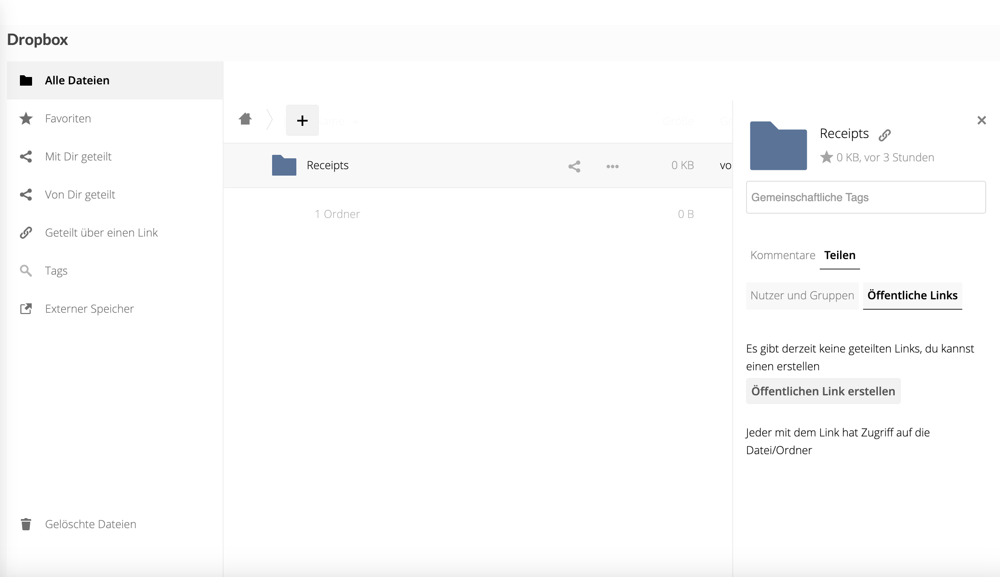 Dropbox
Alle Dateien
Favoriten
Mit Dir geteilt
Von Dir geteilt
Geteilt über einen Link
Tags
Externer Speicher
Gelöschte Dateien
Größe
Receipts
0 KB
vo
1 Ordner
0 B
Receipts
0 KB, vor 3 Stunden
Gemeinschaftliche Tags
Kommentare
Teilen
Nutzer und Gruppen
Öffentliche Links
Es gibt derzeit keine geteilten Links, du kannst
einen erstellen
Öffentlichen Link erstellen
Jeder mit dem Link hat Zugriff auf die
Datei/Ordner